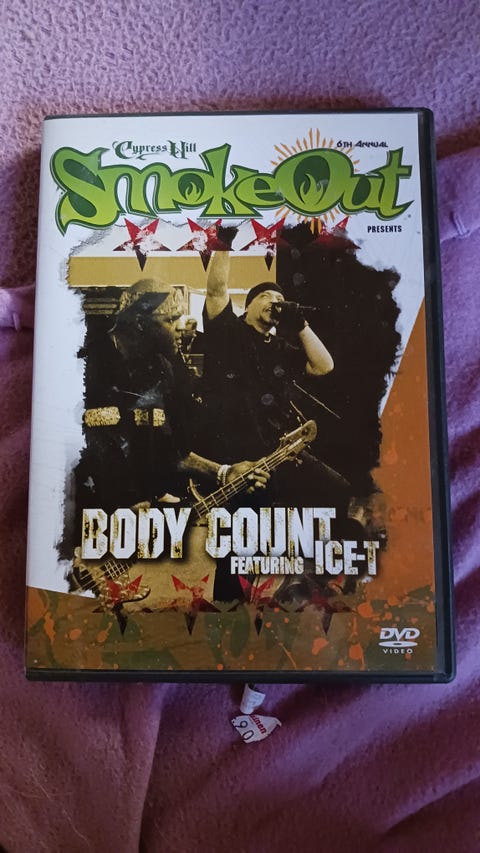 Cypress Hill
6TH ANNUAL
SmokeOut
PRESENTS
BODY COUNT
FEATURING ICE-T
DVD
VIDEO